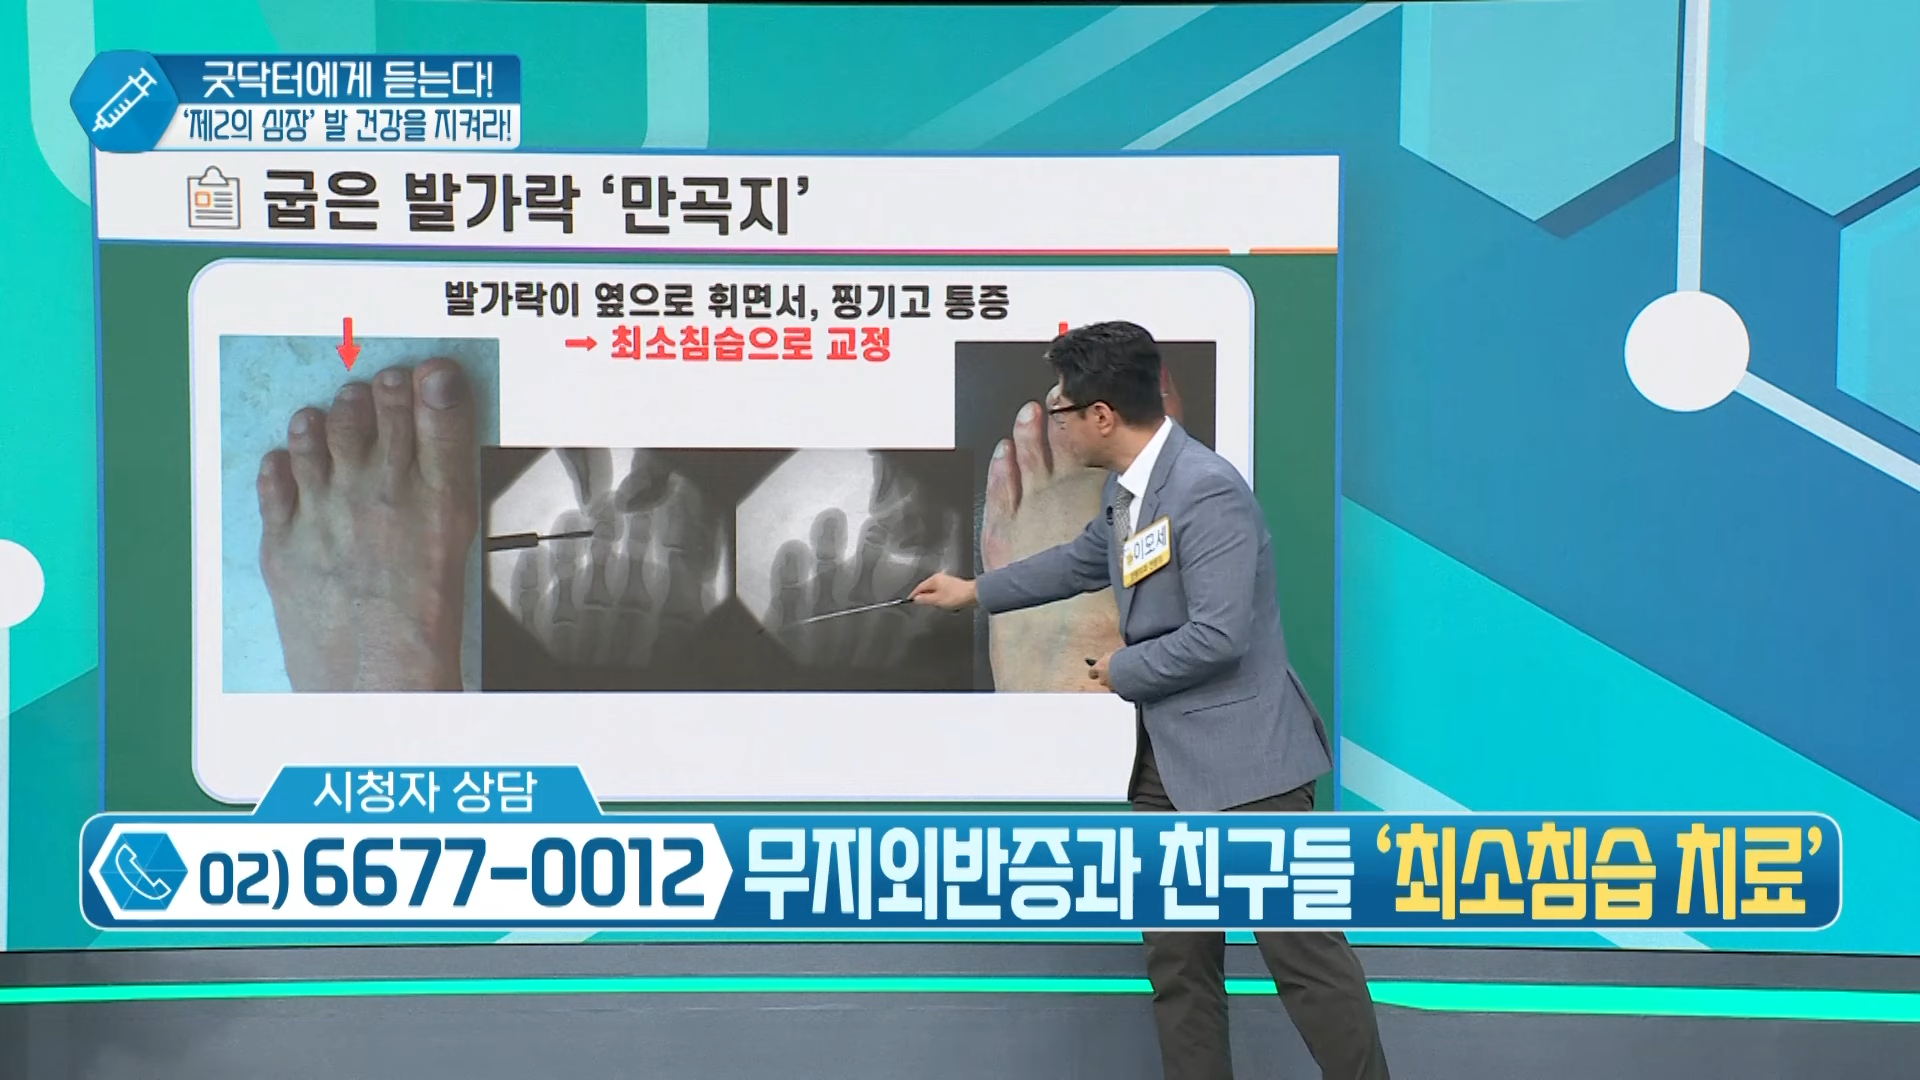 굿닥터에게 듣는다!
‘제2의 심장’ 발 건강을 지켜라!
굽은 발가락 ‘만곡지’
발가락이 옆으로 휘면서, 찡기고 통증
→ 최소침습으로 교정
이모세
시청자 상담
02) 6677-0012
무지외반증과 친구들 ‘최소침습 치료’